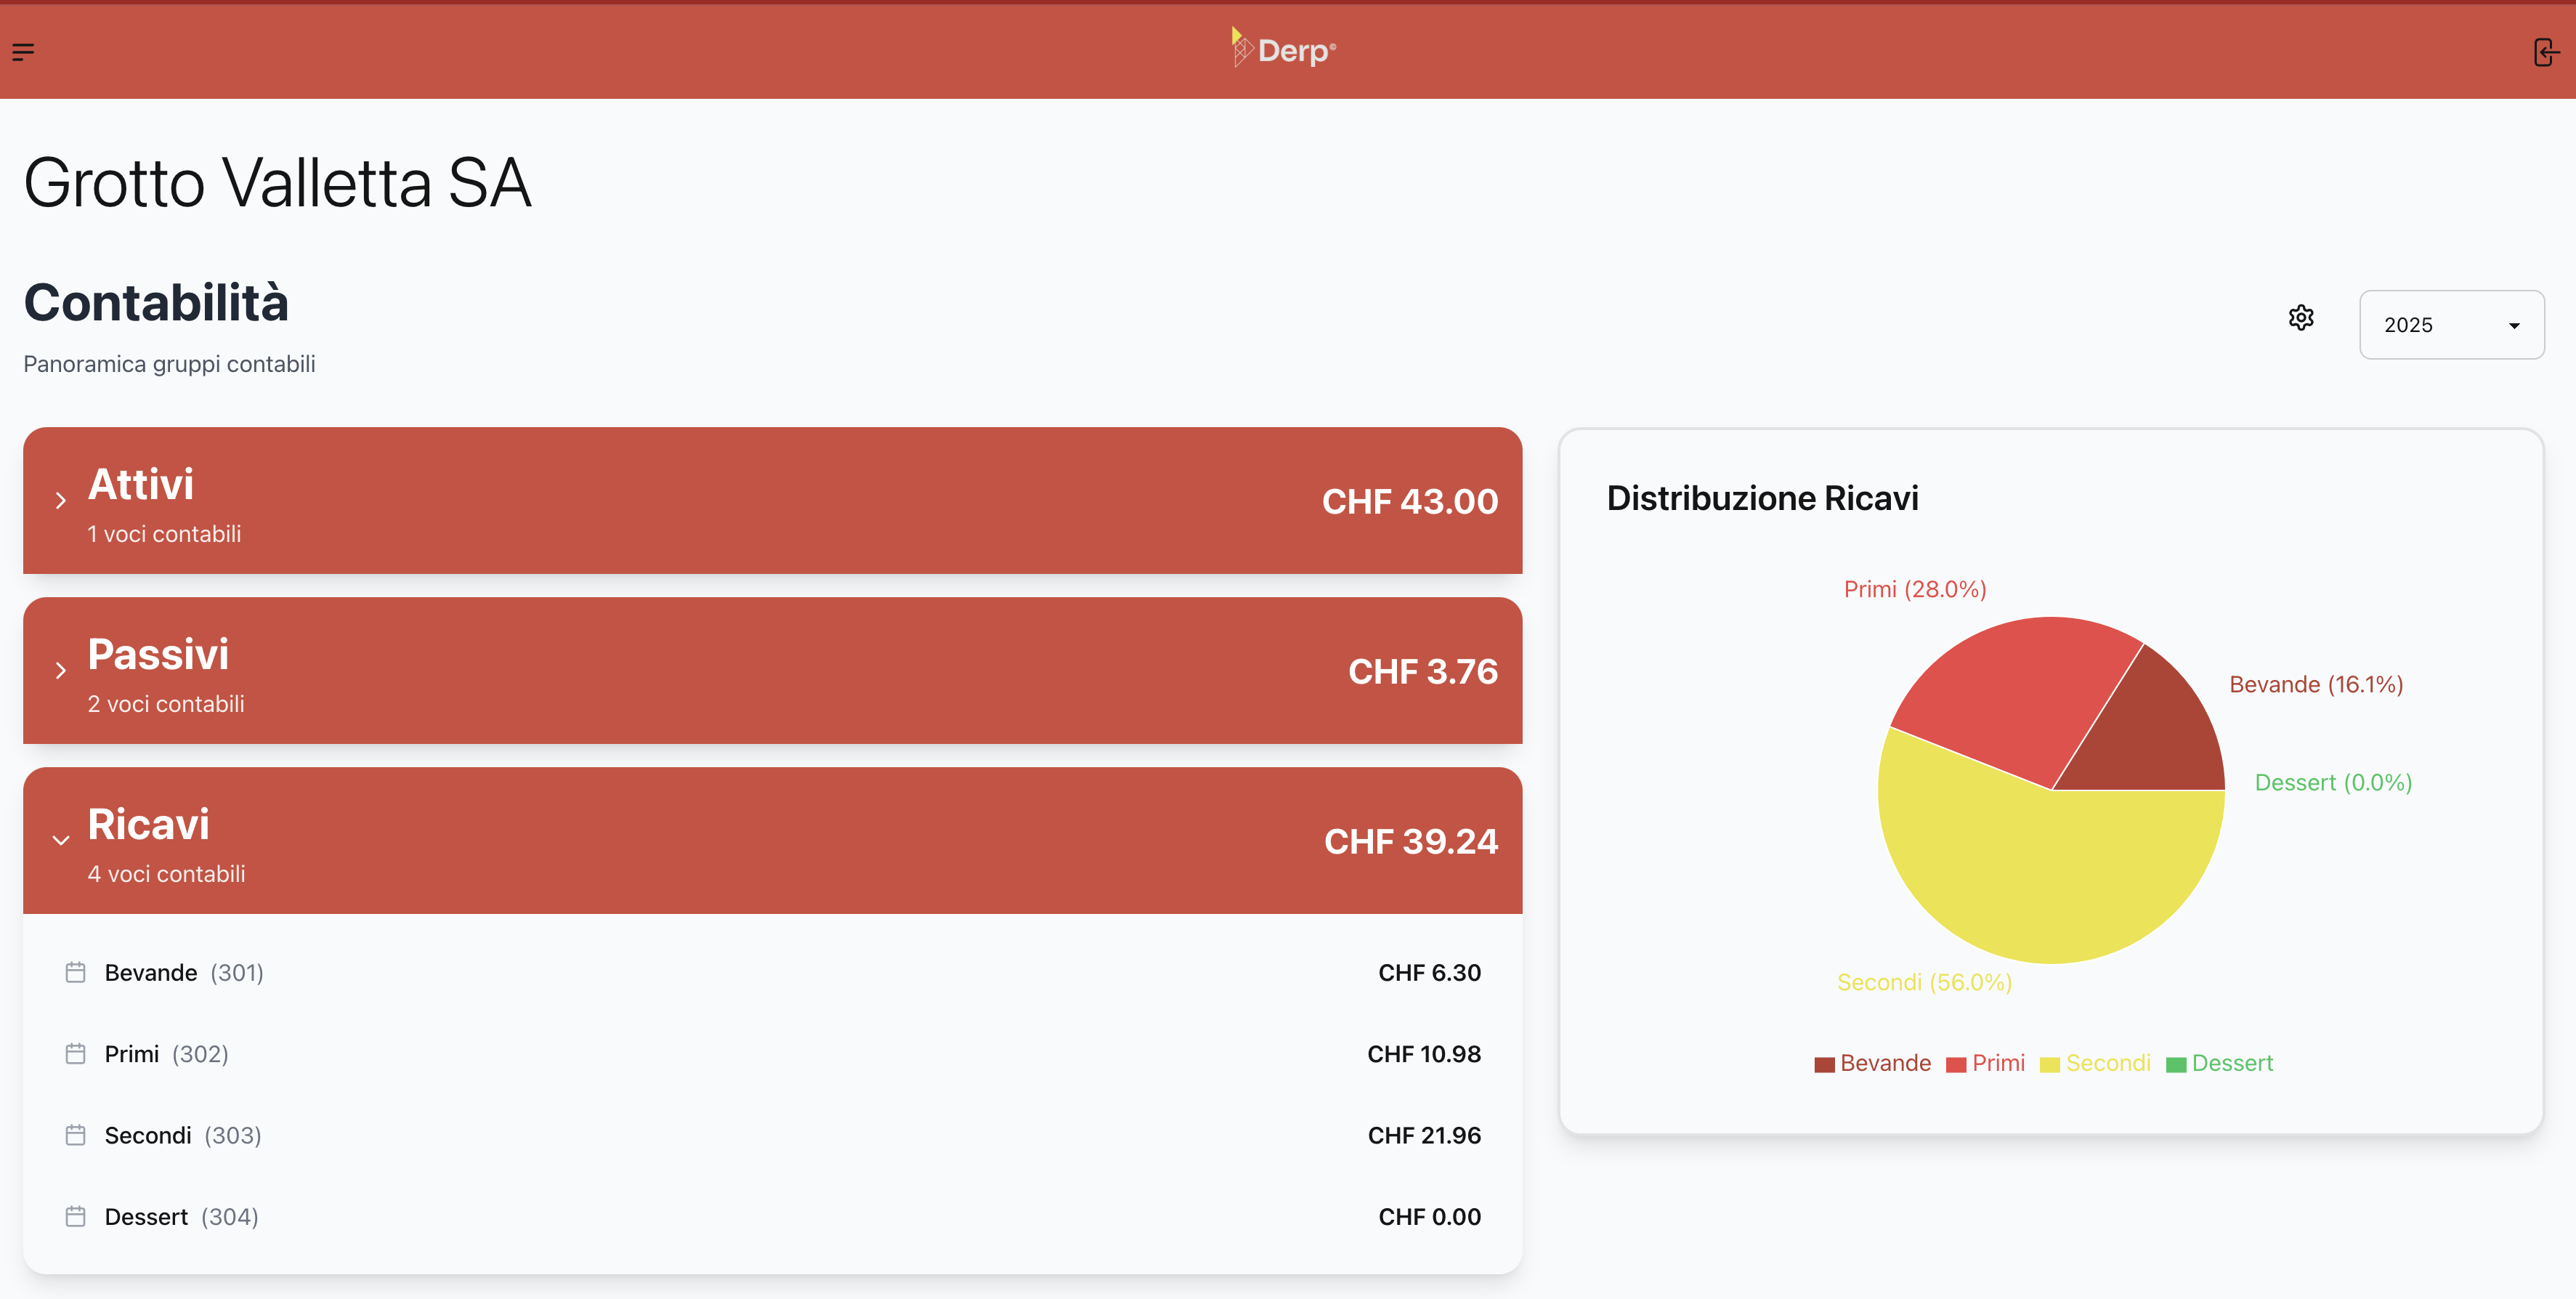 Derp©
Grotto Valletta SA
Contabilità
Panoramica gruppi contabili
2025
Attivi
1 voci contabili
CHF 43.00
Passivi
2 voci contabili
CHF 3.76
Ricavi
4 voci contabili
CHF 39.24
Bevande (301) CHF 6.30
Primi (302) CHF 10.98
Secondi (303) CHF 21.96
Dessert (304) CHF 0.00
Distribuzione Ricavi
Primi (28.0%)
Bevande (16.1%)
Dessert (0.0%)
Secondi (56.0%)
Bevande Primi Secondi Dessert